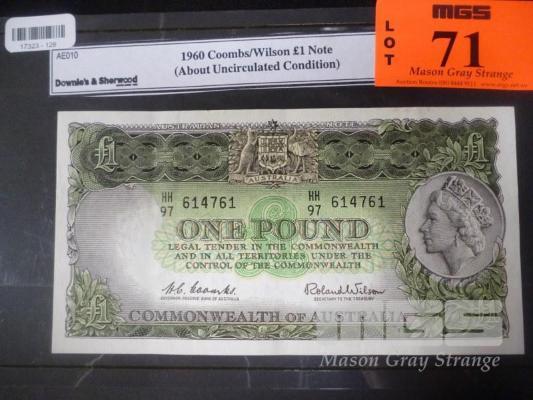 17323 - 128
AE010
1960 Coombs/Wilson £1 Note
(About Uncirculated Condition)
Downie's & Sherwood
LOT
MGS
71
Mason Gray Strange
AUSTRALIAN NOTE
£1
£1
AUSTRALIA
HH
97 614761
HH
97 614761
ONE POUND
LEGAL TENDER IN THE COMMONWEALTH
AND IN ALL TERRITORIES UNDER THE
CONTROL OF THE COMMONWEALTH
H.C. Coombs.
Roland Wilson
GOVERNOR, RESERVE BANK OF AUSTRALIA
SECRETARY TO THE TREASURY
£1
COMMONWEALTH OF AUSTRALIA
MGS
Mason Gray Strange